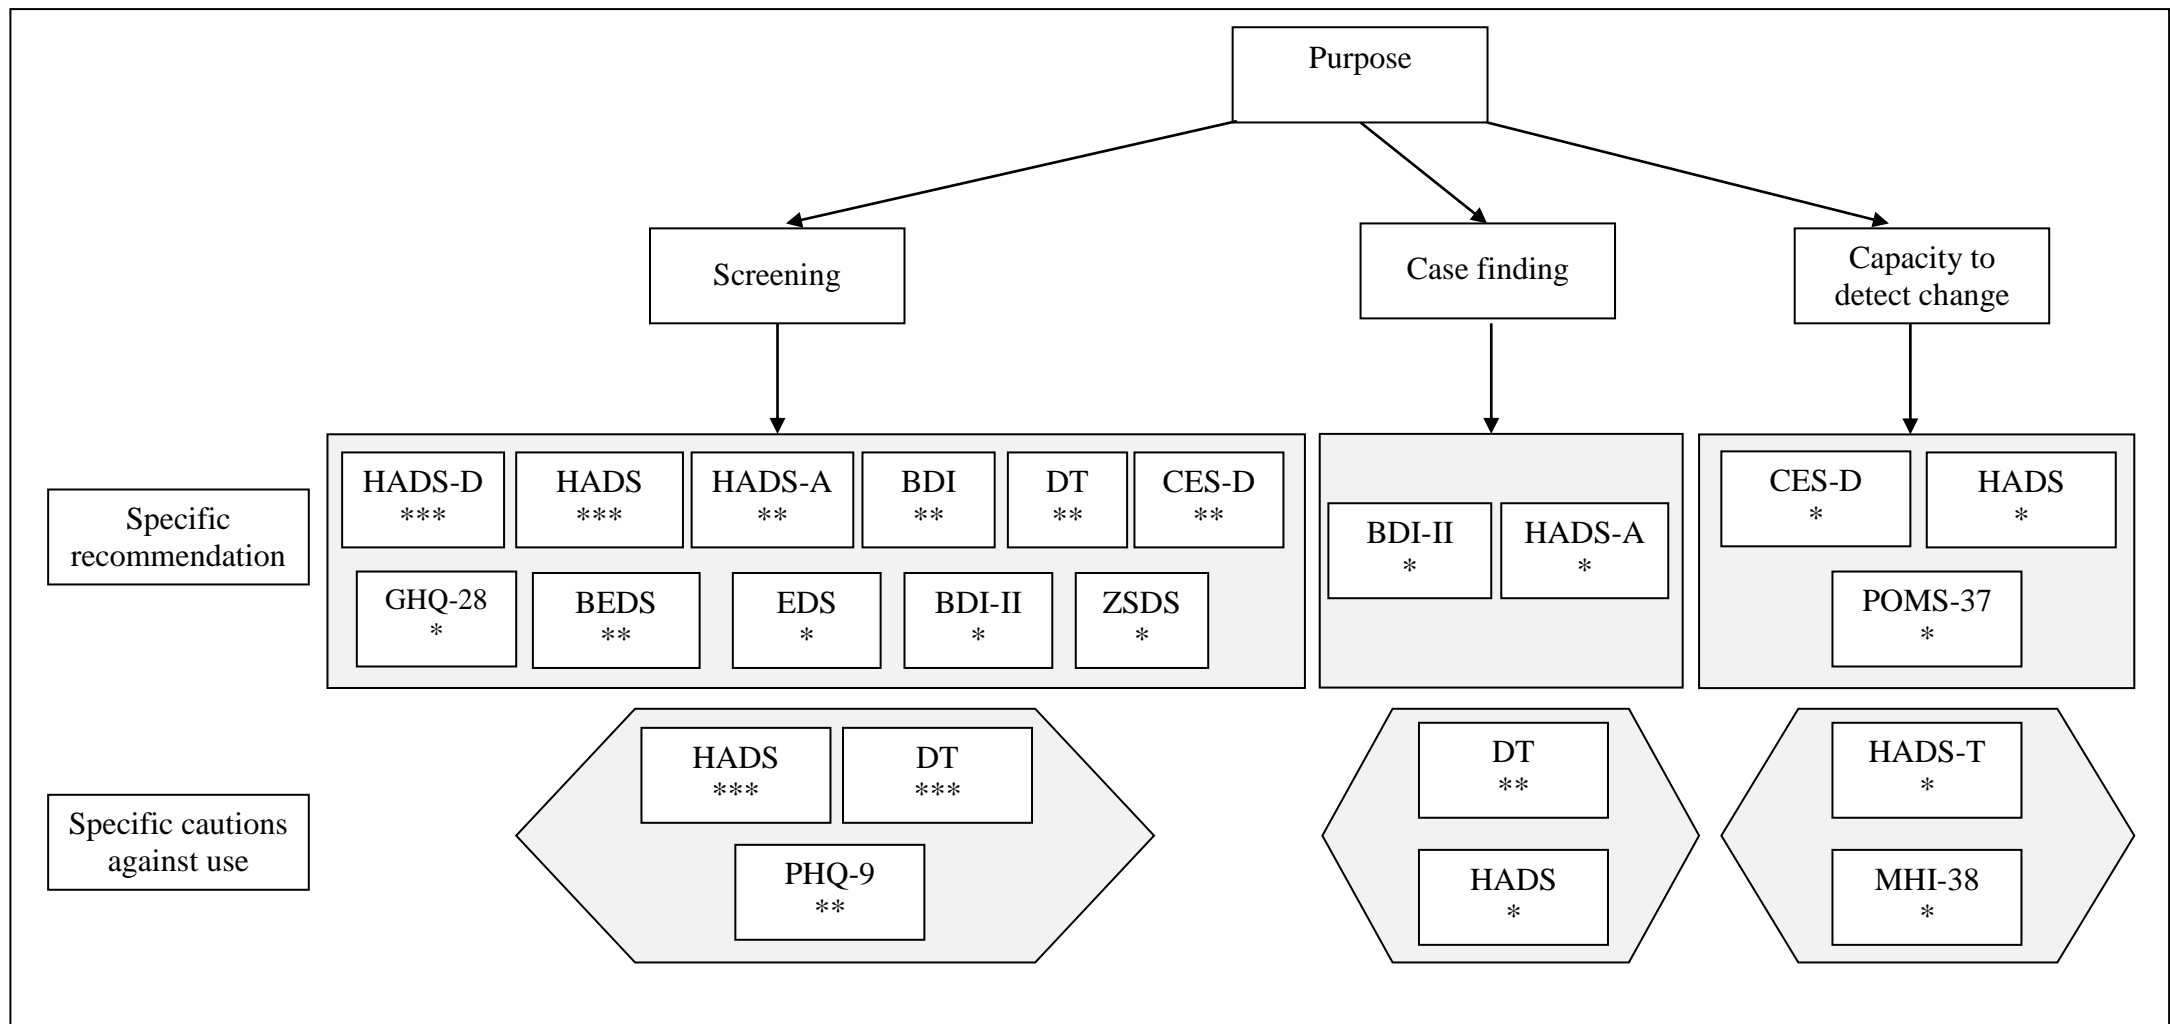 Purpose
Screening
Case finding
Capacity to
detect change
Specific
recommendation
HADS-D
***
HADS
***
HADS-A
**
BDI
**
DT
**
CES-D
**
GHQ-28
*
BEDS
**
EDS
*
BDI-II
*
ZSDS
*
BDI-II
*
HADS-A
*
CES-D
*
HADS
*
POMS-37
*
Specific cautions
against use
HADS
***
DT
***
PHQ-9
**
DT
**
HADS
*
HADS-T
*
MHI-38
*